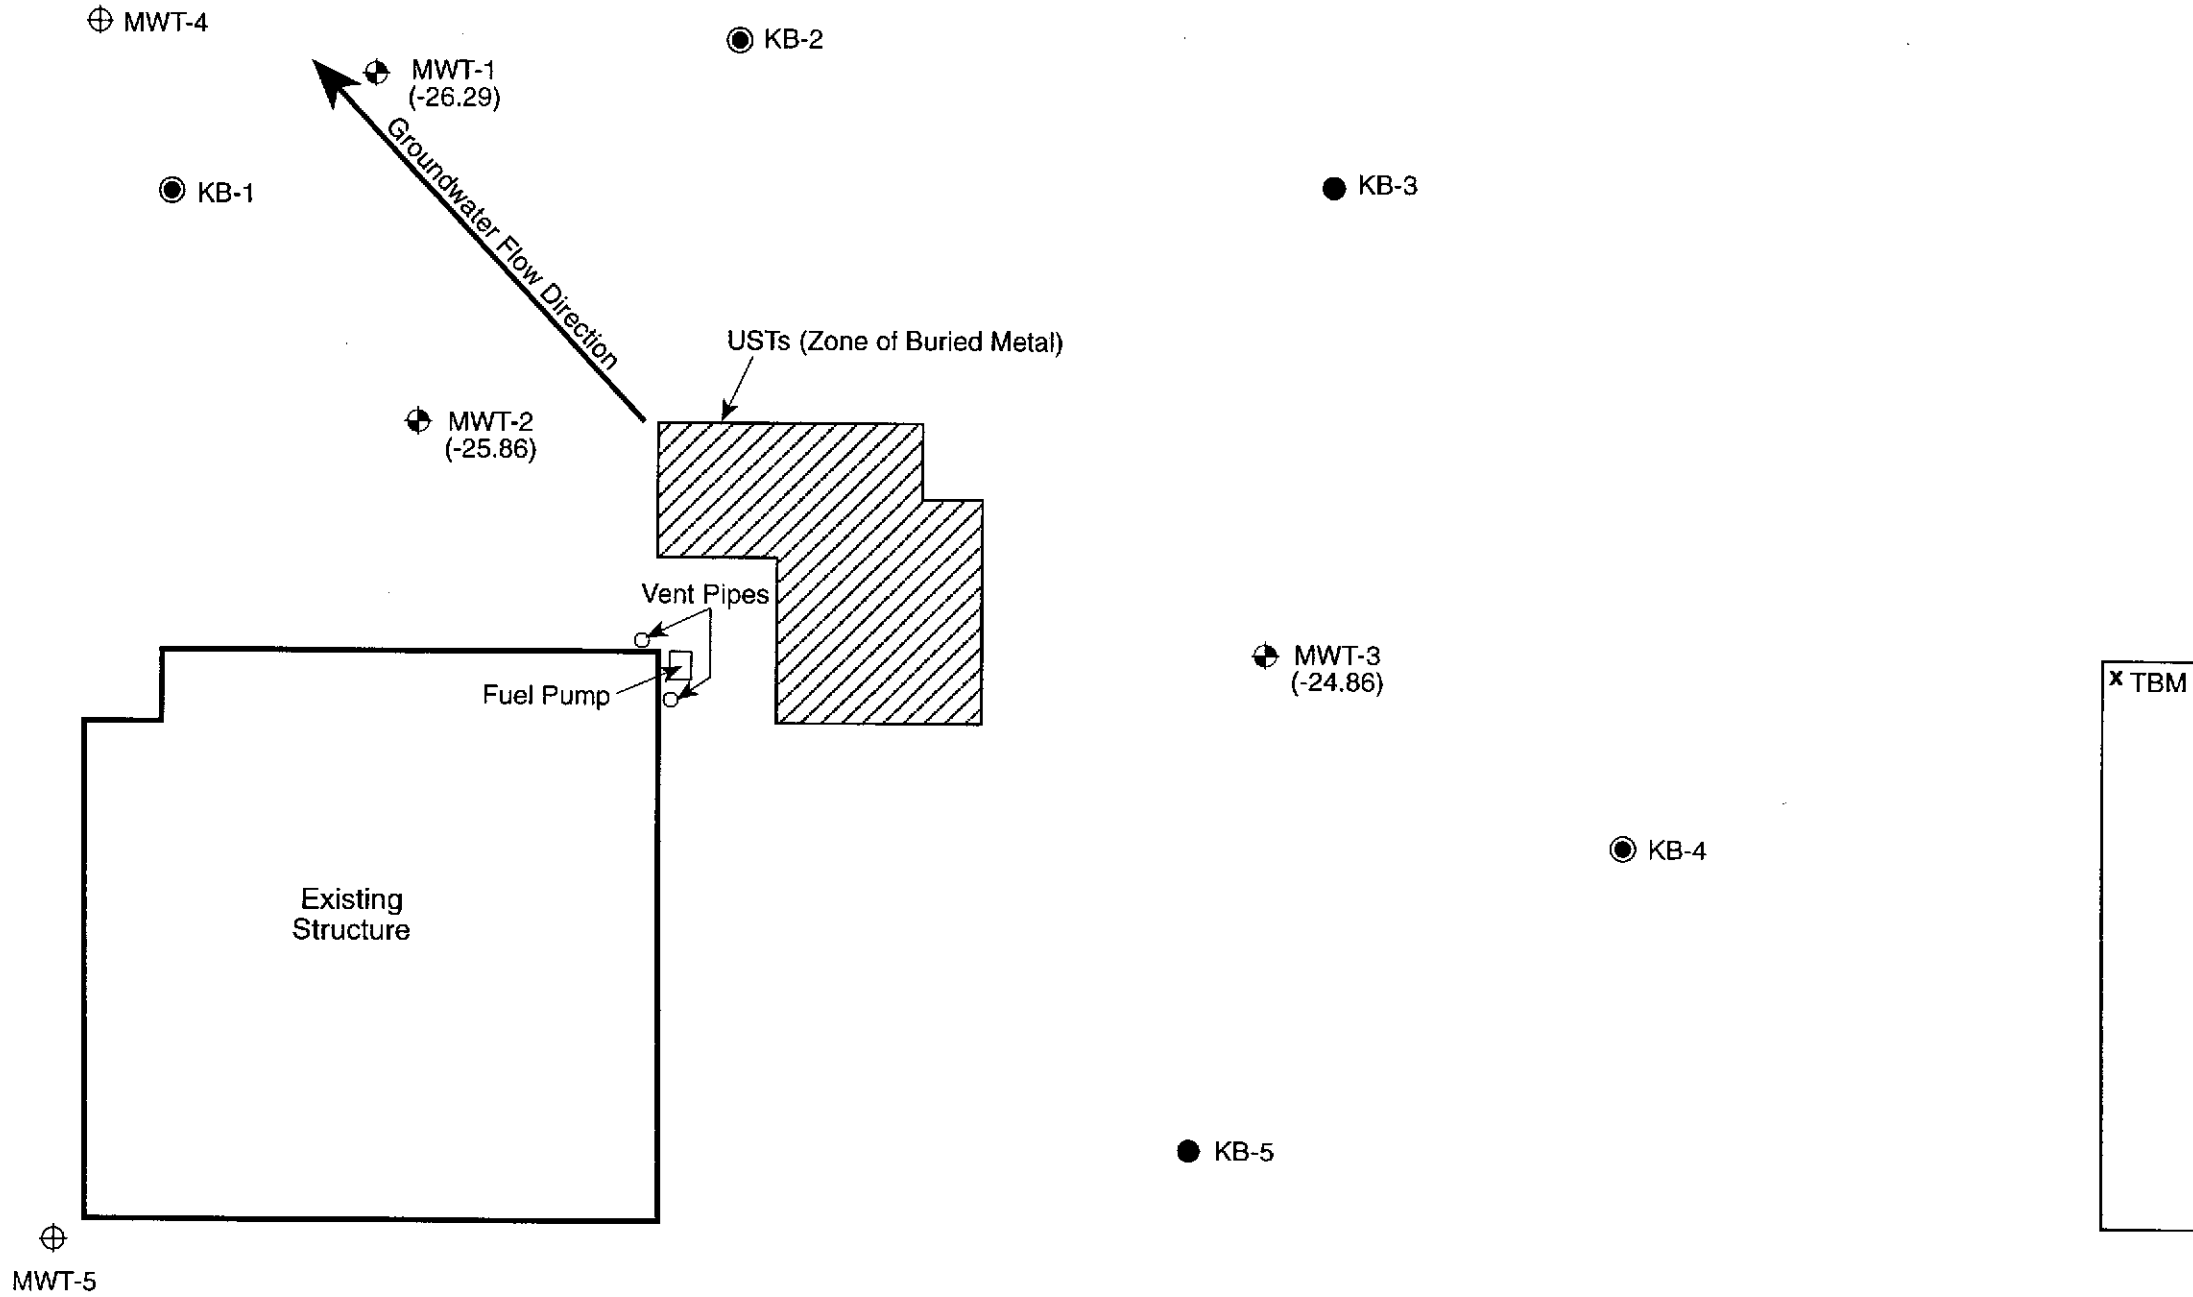 MWT-4
KB-2
MWT-1
(-26.29)
Groundwater Flow Direction
KB-1
KB-3
USTs (Zone of Buried Metal)
MWT-2
(-25.86)
Vent Pipes
MWT-3
(-24.86)
x TBM
Fuel Pump
KB-4
Existing
Structure
KB-5
MWT-5